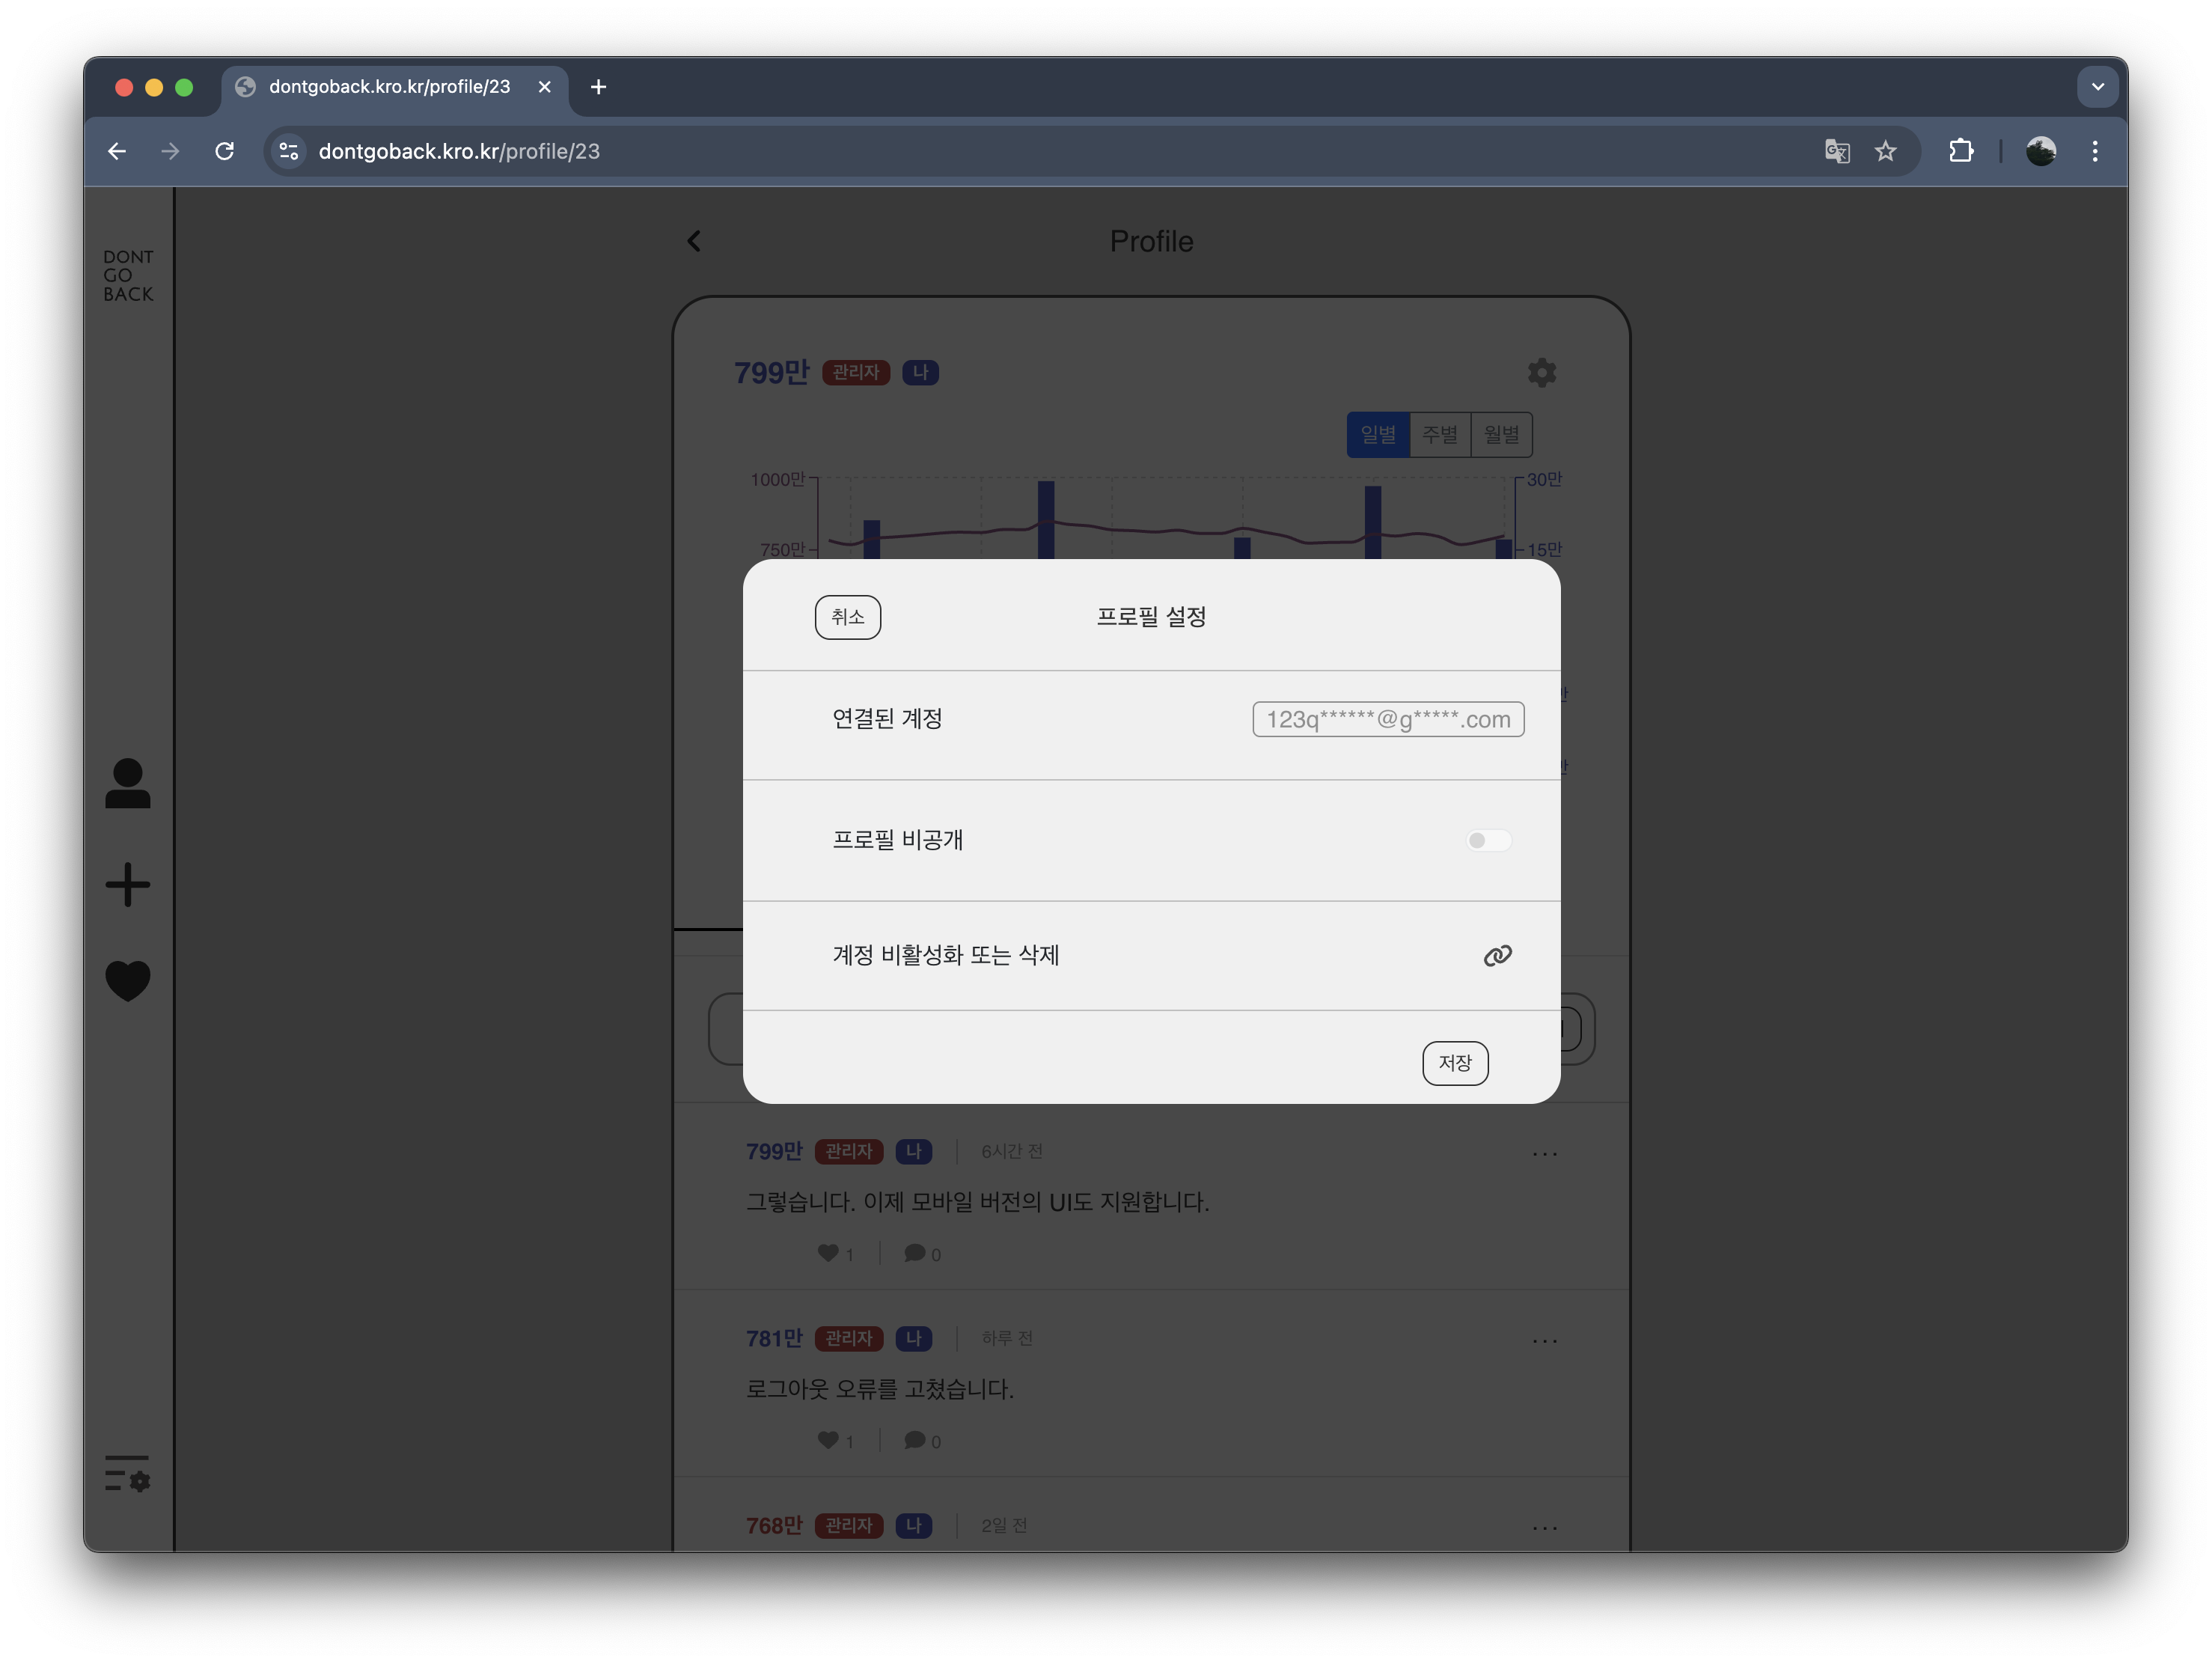 dontgoback.kro.kr/profile/23
dontgoback.kro.kr/profile/23
DONT
GO
BACK
Profile
799만 관리자 나
일별 주별 월별
1000만 30만
750만 15만
취소 프로필 설정
연결된 계정 123q******@g*****.com
만
만
프로필 비공개
계정 비활성화 또는 삭제
저장
799만 관리자 나 6시간 전 ...
그렇습니다. 이제 모바일 버전의 UI도 지원합니다.
1 0
781만 관리자 나 하루 전 ...
로그아웃 오류를 고쳤습니다.
1 0
768만 관리자 나 2일 전 ...